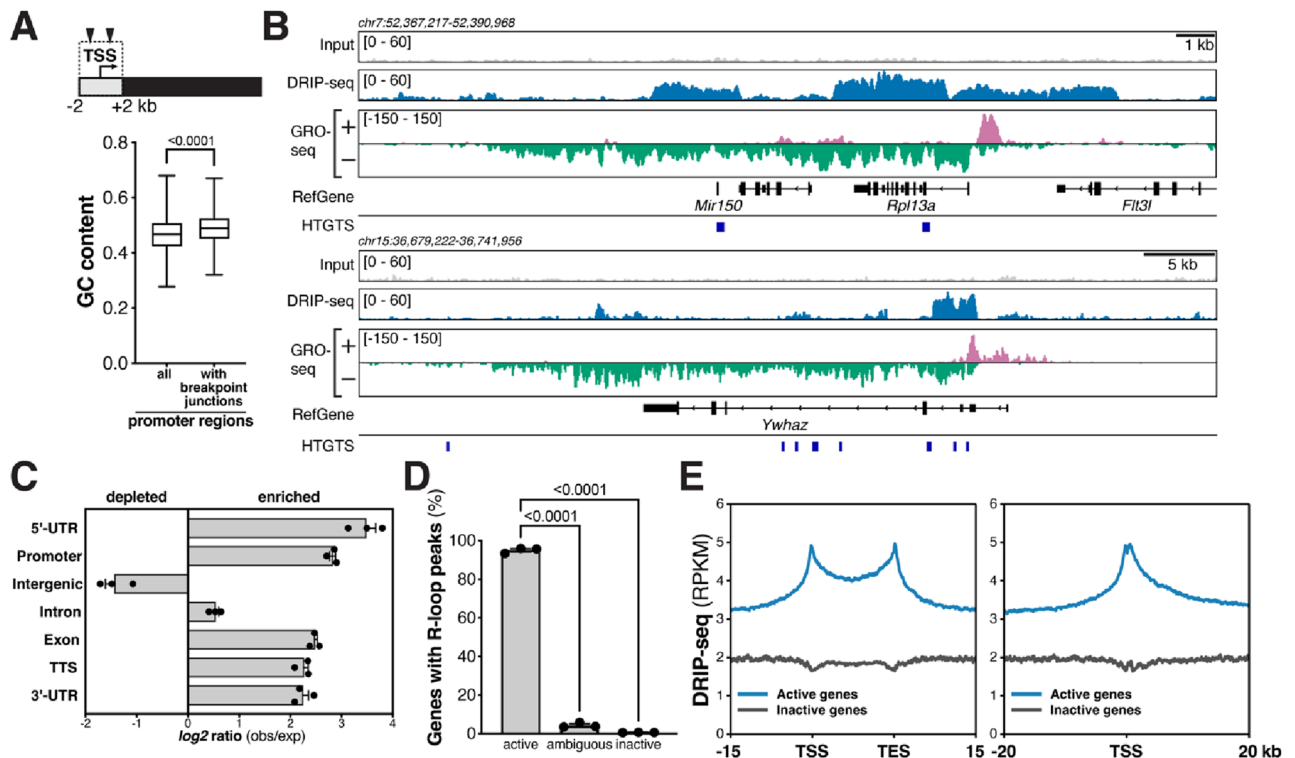 A
TSS
-2
+2 kb
<0.0001
0.8
0.6
0.4
0.2
0.0
GC content
all
with
breakpoint
junctions
promoter regions
B
chr7:52,367,217-52,390,968
Input
[0 - 60]
1 kb
DRIP-seq
[0 - 60]
GRO-
seq
+
−
[-150 - 150]
RefGene
Mir150
Rpl13a
Flt3l
HTGTS
chr15:36,679,222-36,741,956
Input
[0 - 60]
5 kb
DRIP-seq
[0 - 60]
GRO-
seq
+
−
[-150 - 150]
RefGene
Ywhaz
HTGTS
C
depleted
enriched
5'-UTR
Promoter
Intergenic
Intron
Exon
TTS
3'-UTR
-2 -1 0 1 2 3 4
log2 ratio (obs/exp)
D
<0.0001
<0.0001
Genes with R-loop peaks (%)
100
80
60
40
20
0
active ambiguous inactive
E
DRIP-seq (RPKM)
6
5
4
3
2
1
0
Active genes
Inactive genes
-15 TSS TES 15
6
5
4
3
2
1
0
Active genes
Inactive genes
-20 TSS 20 kb